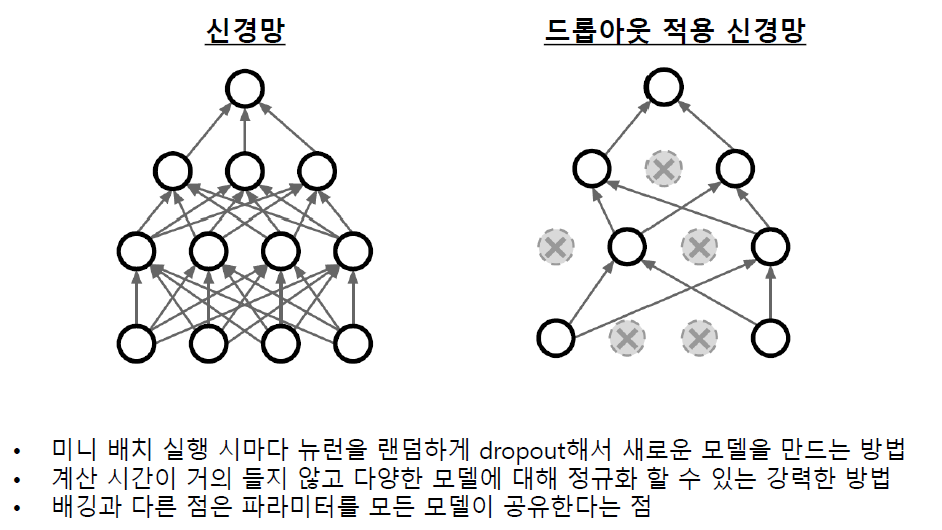 신경망
드롭아웃 적용 신경망
• 미니 배치 실행 시마다 뉴런을 랜덤하게 dropout해서 새로운 모델을 만드는 방법
• 계산 시간이 거의 들지 않고 다양한 모델에 대해 정규화 할 수 있는 강력한 방법
• 배깅과 다른 점은 파라미터를 모든 모델이 공유한다는 점